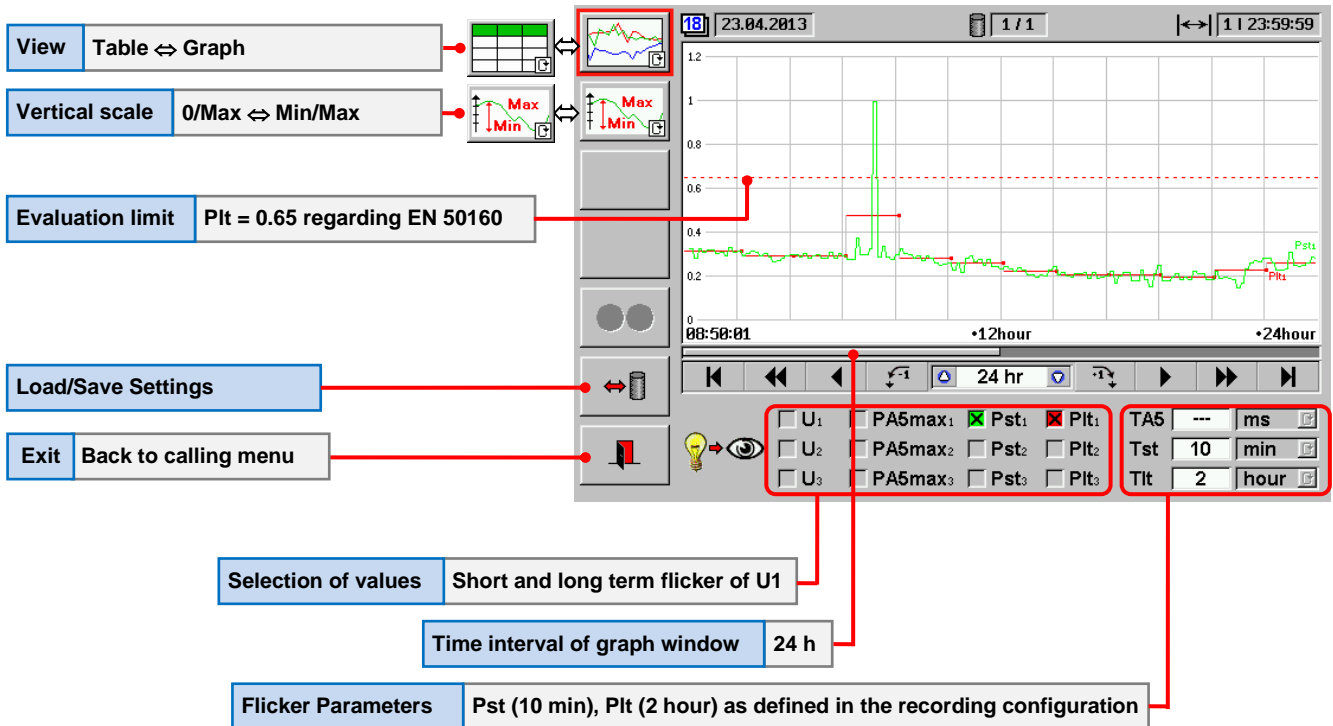 18 23.04.2013 1 / 1 1 | 23:59:59
View Table ⇔ Graph
Vertical scale 0/Max ⇔ Min/Max
Max
Min
Max
Min
1.2
1
0.8
0.6
0.4
0.2
0
Pst1
Plt1
Evaluation limit Plt = 0.65 regarding EN 50160
08:50:01 •12hour •24hour
-1 24 hr +1
Load/Save Settings
Exit Back to calling menu
U1 PA5max1 Pst1 Plt1 TA5 --- ms
U2 PA5max2 Pst2 Plt2 Tst 10 min
U3 PA5max3 Pst3 Plt3 Tlt 2 hour
Selection of values Short and long term flicker of U1
Time interval of graph window 24 h
Flicker Parameters Pst (10 min), Plt (2 hour) as defined in the recording configuration